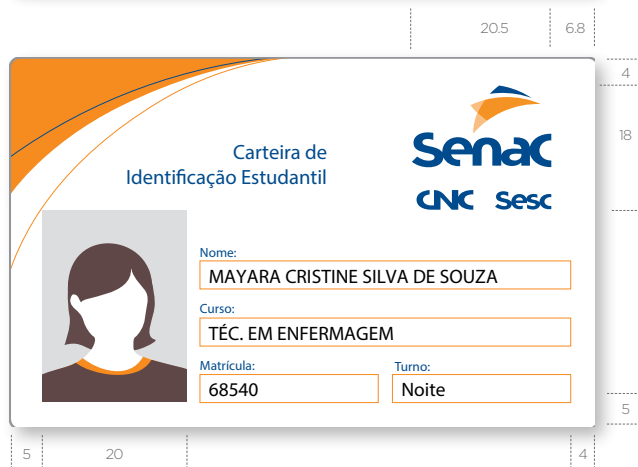 20.5 6.8
4
18
Senac
CNC Sesc
Carteira de
Identificação Estudantil
Nome:
MAYARA CRISTINE SILVA DE SOUZA
Curso:
TÉC. EM ENFERMAGEM
Matrícula: Turno:
68540 Noite
5
5 20 4